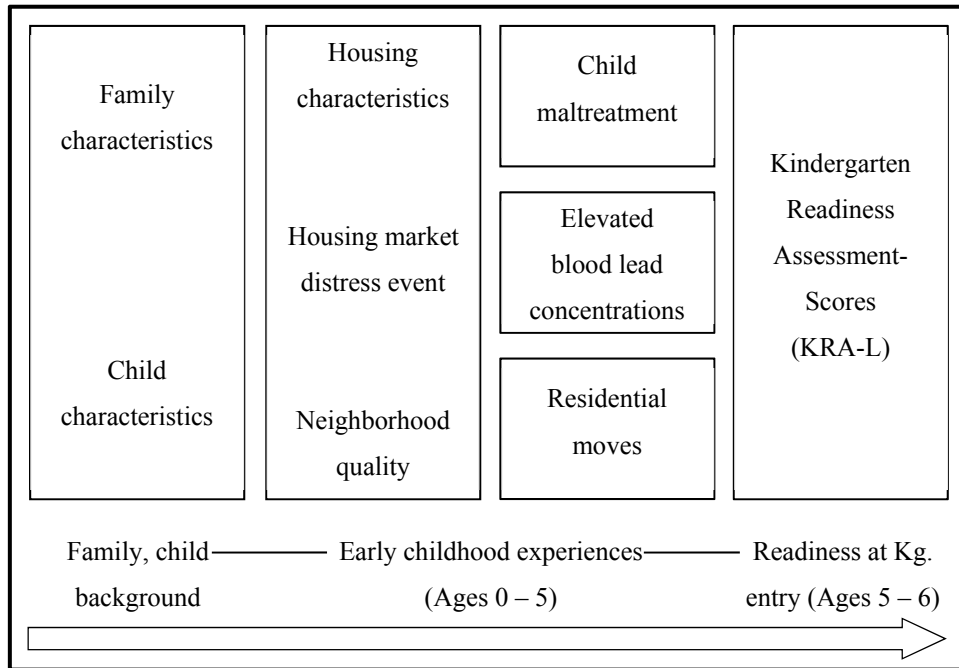 Family
characteristics
Child
characteristics
Housing
characteristics
Housing market
distress event
Neighborhood
quality
Child
maltreatment
Elevated
blood lead
concentrations
Residential
moves
Kindergarten
Readiness
Assessment-
Scores
(KRA-L)
Family, child
background
Early childhood experiences
(Ages 0 – 5)
Readiness at Kg.
entry (Ages 5 – 6)